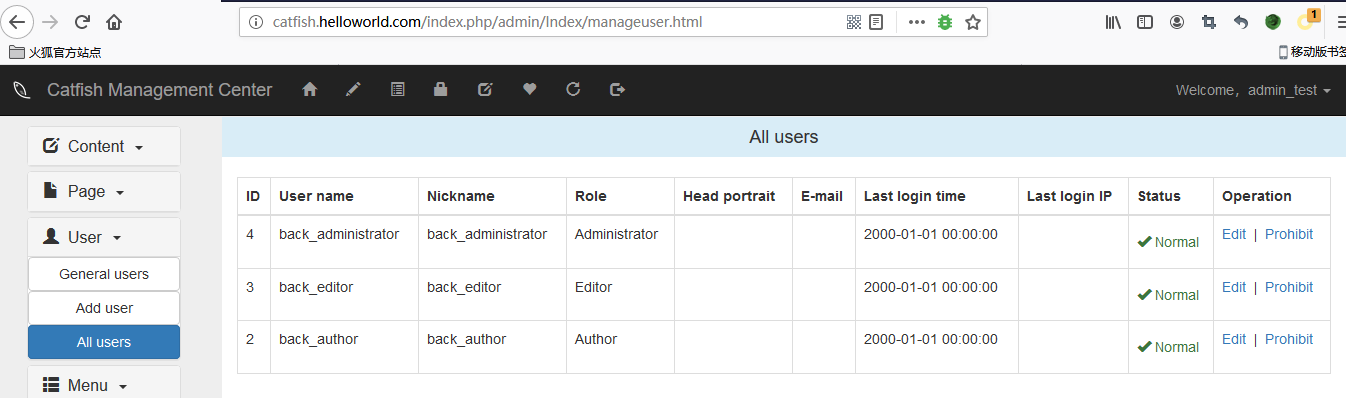 catfish.helloworld.com/index.php/admin/Index/manageuser.html
1
火狐官方站点
移动版书签
Catfish Management Center
Welcome，admin_test
Content
All users
Page
User
General users
Add user
All users
Menu
ID User name Nickname Role Head portrait E-mail Last login time Last login IP Status Operation
4 back_administrator back_administrator Administrator 2000-01-01 00:00:00 Normal Edit | Prohibit
3 back_editor back_editor Editor 2000-01-01 00:00:00 Normal Edit | Prohibit
2 back_author back_author Author 2000-01-01 00:00:00 Normal Edit | Prohibit